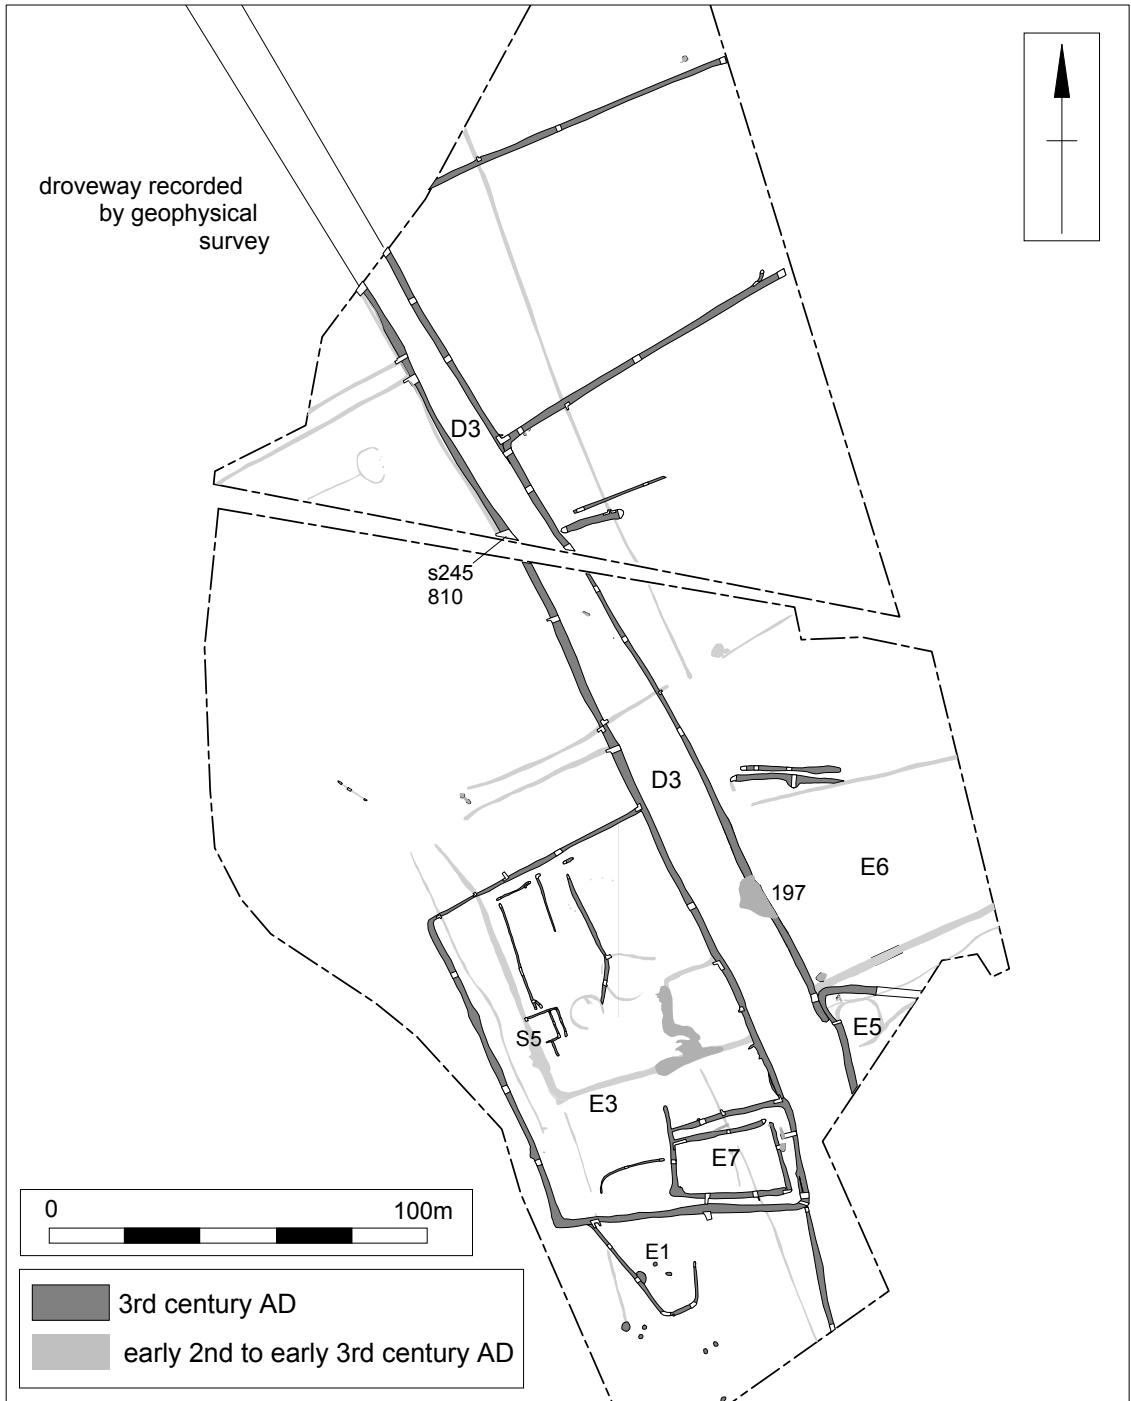 droveway recorded
by geophysical
survey
D3
s245
810
D3
E6
197
E5
S5
E3
E7
E1
0 100m
3rd century AD
early 2nd to early 3rd century AD